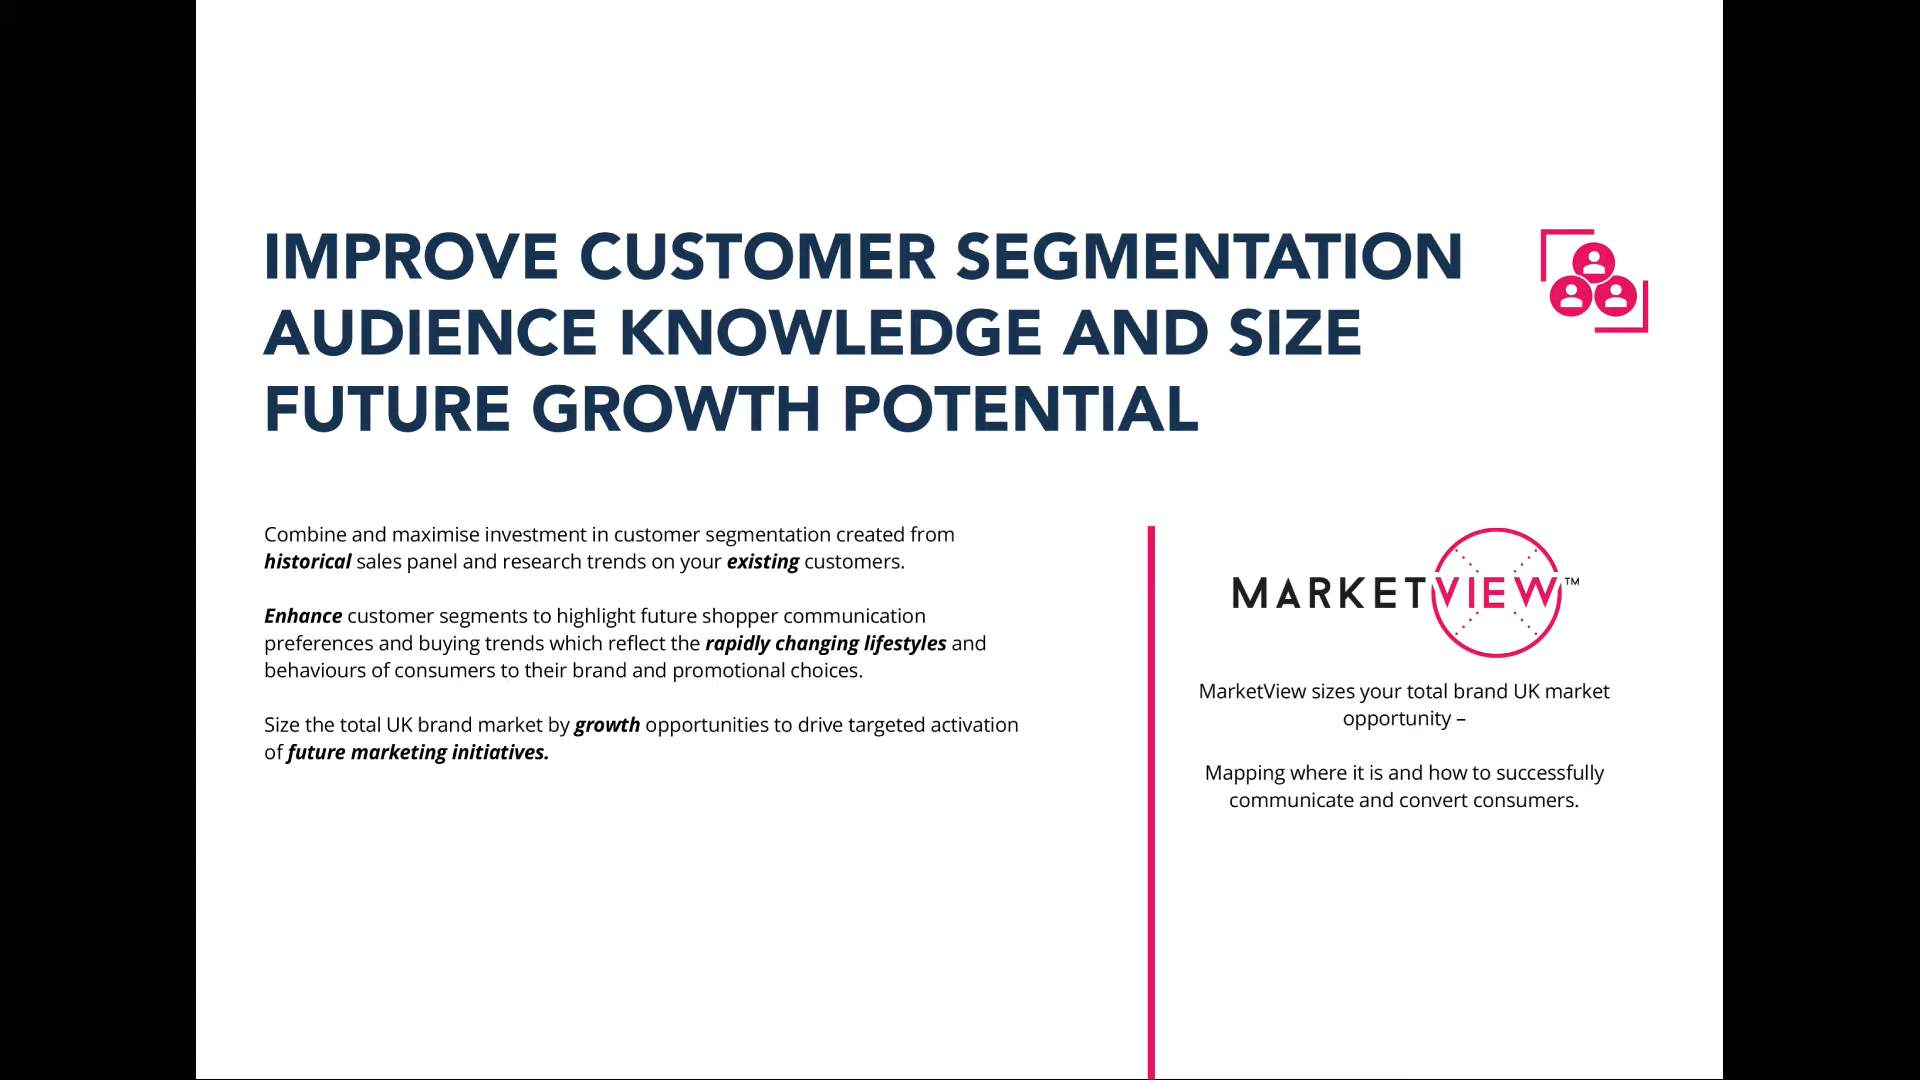 IMPROVE CUSTOMER SEGMENTATION
AUDIENCE KNOWLEDGE AND SIZE
FUTURE GROWTH POTENTIAL
Combine and maximise investment in customer segmentation created from
historical sales panel and research trends on your existing customers.
Enhance customer segments to highlight future shopper communication
preferences and buying trends which reflect the rapidly changing lifestyles and
behaviours of consumers to their brand and promotional choices.
Size the total UK brand market by growth opportunities to drive targeted activation
of future marketing initiatives.
MARKETVIEW™
MarketView sizes your total brand UK market
opportunity –
Mapping where it is and how to successfully
communicate and convert consumers.